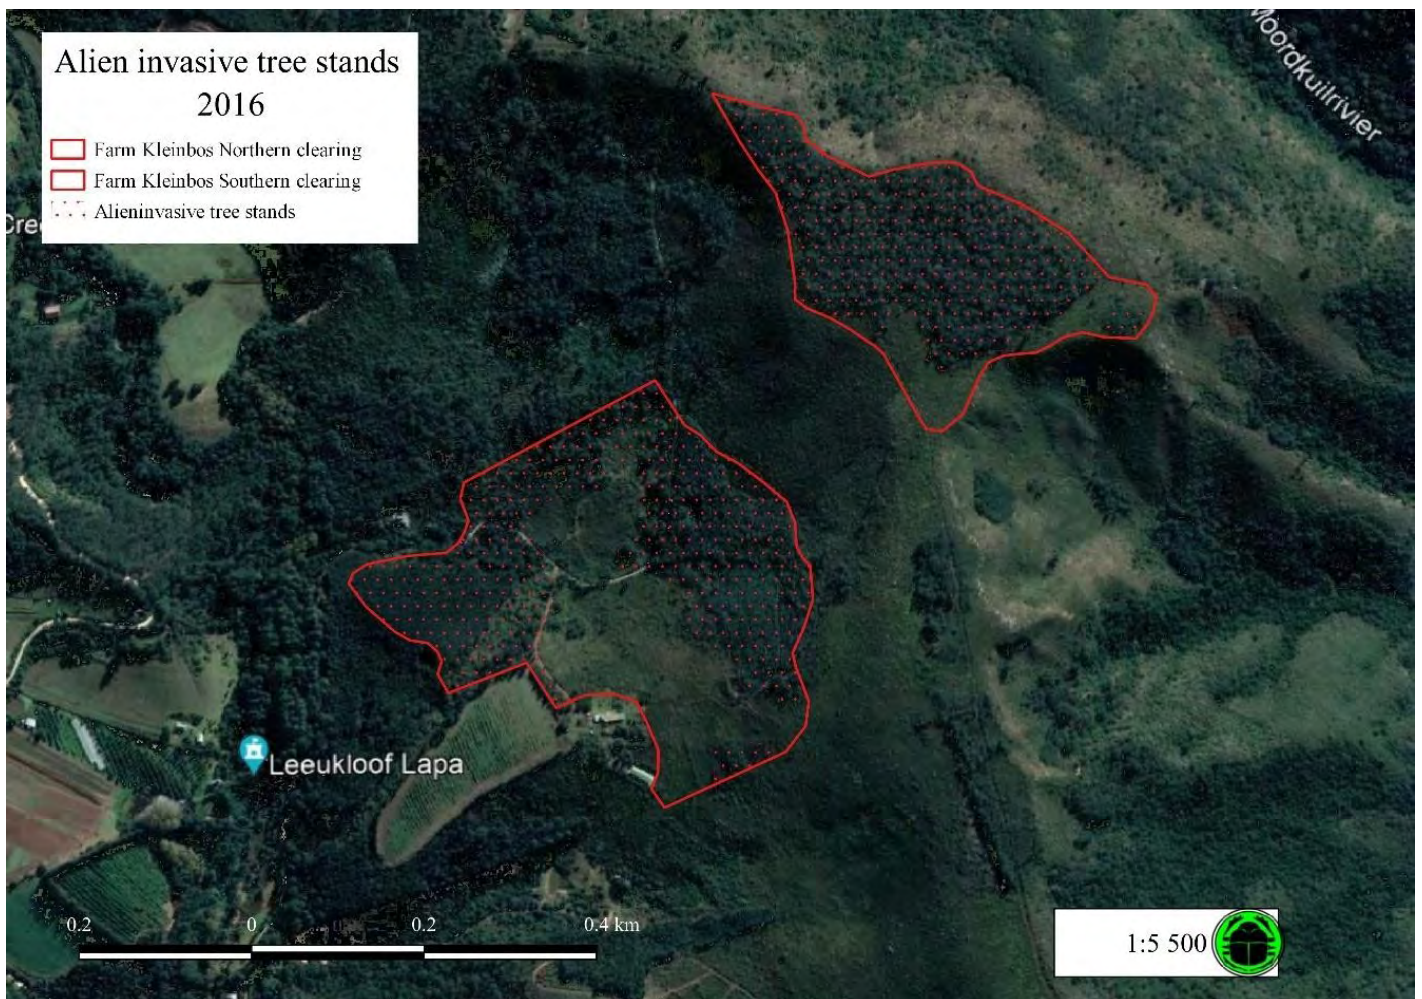 Alien invasive tree stands
2016
Farm Kleinbos Northern clearing
Farm Kleinbos Southern clearing
Alieninvasive tree stands
Moordkuilrivier
Cree
Leeukloof Lapa
0.2 0 0.2 0.4 km
1:5 500